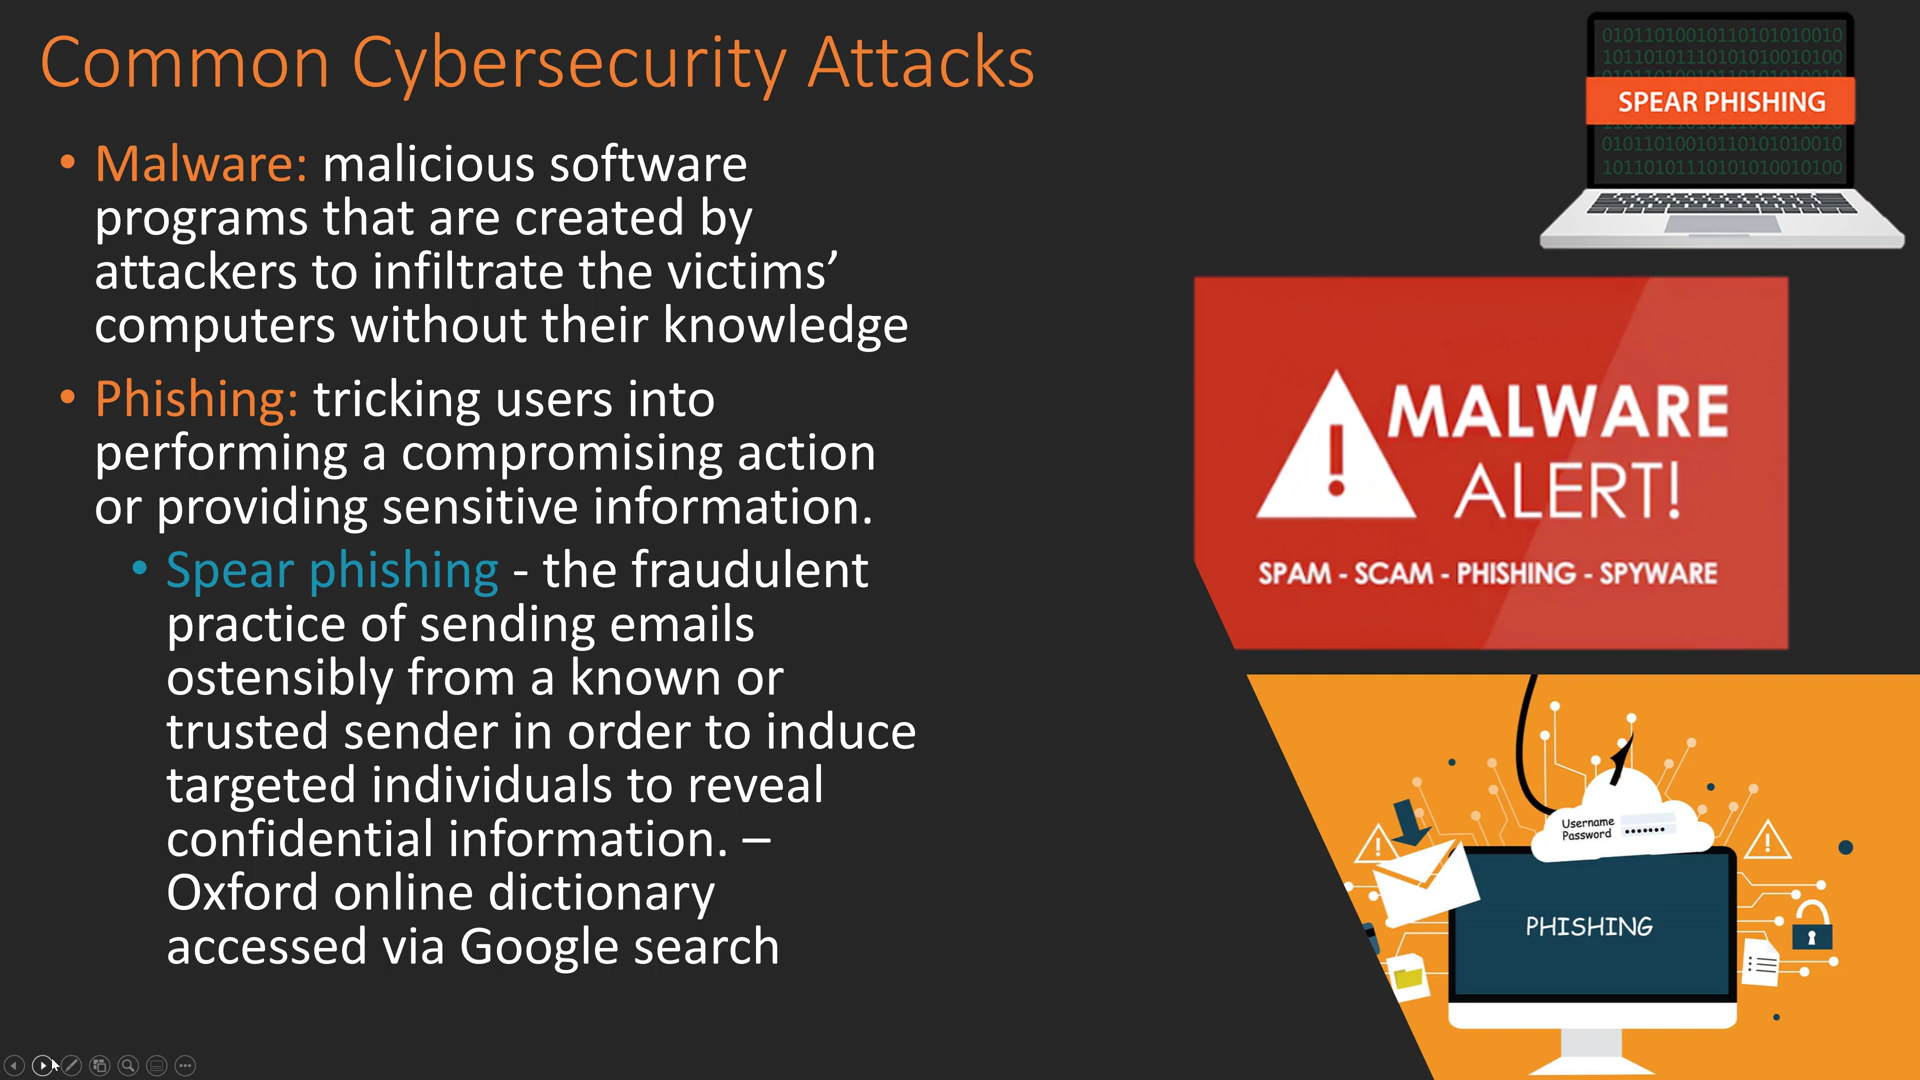 Common Cybersecurity Attacks
• Malware: malicious software
programs that are created by
attackers to infiltrate the victims’
computers without their knowledge
• Phishing: tricking users into
performing a compromising action
or providing sensitive information.
• Spear phishing - the fraudulent
practice of sending emails
ostensibly from a known or
trusted sender in order to induce
targeted individuals to reveal
confidential information. –
Oxford online dictionary
accessed via Google search
SPEAR PHISHING
MALWARE
ALERT!
SPAM - SCAM - PHISHING - SPYWARE
Username
Password
PHISHING